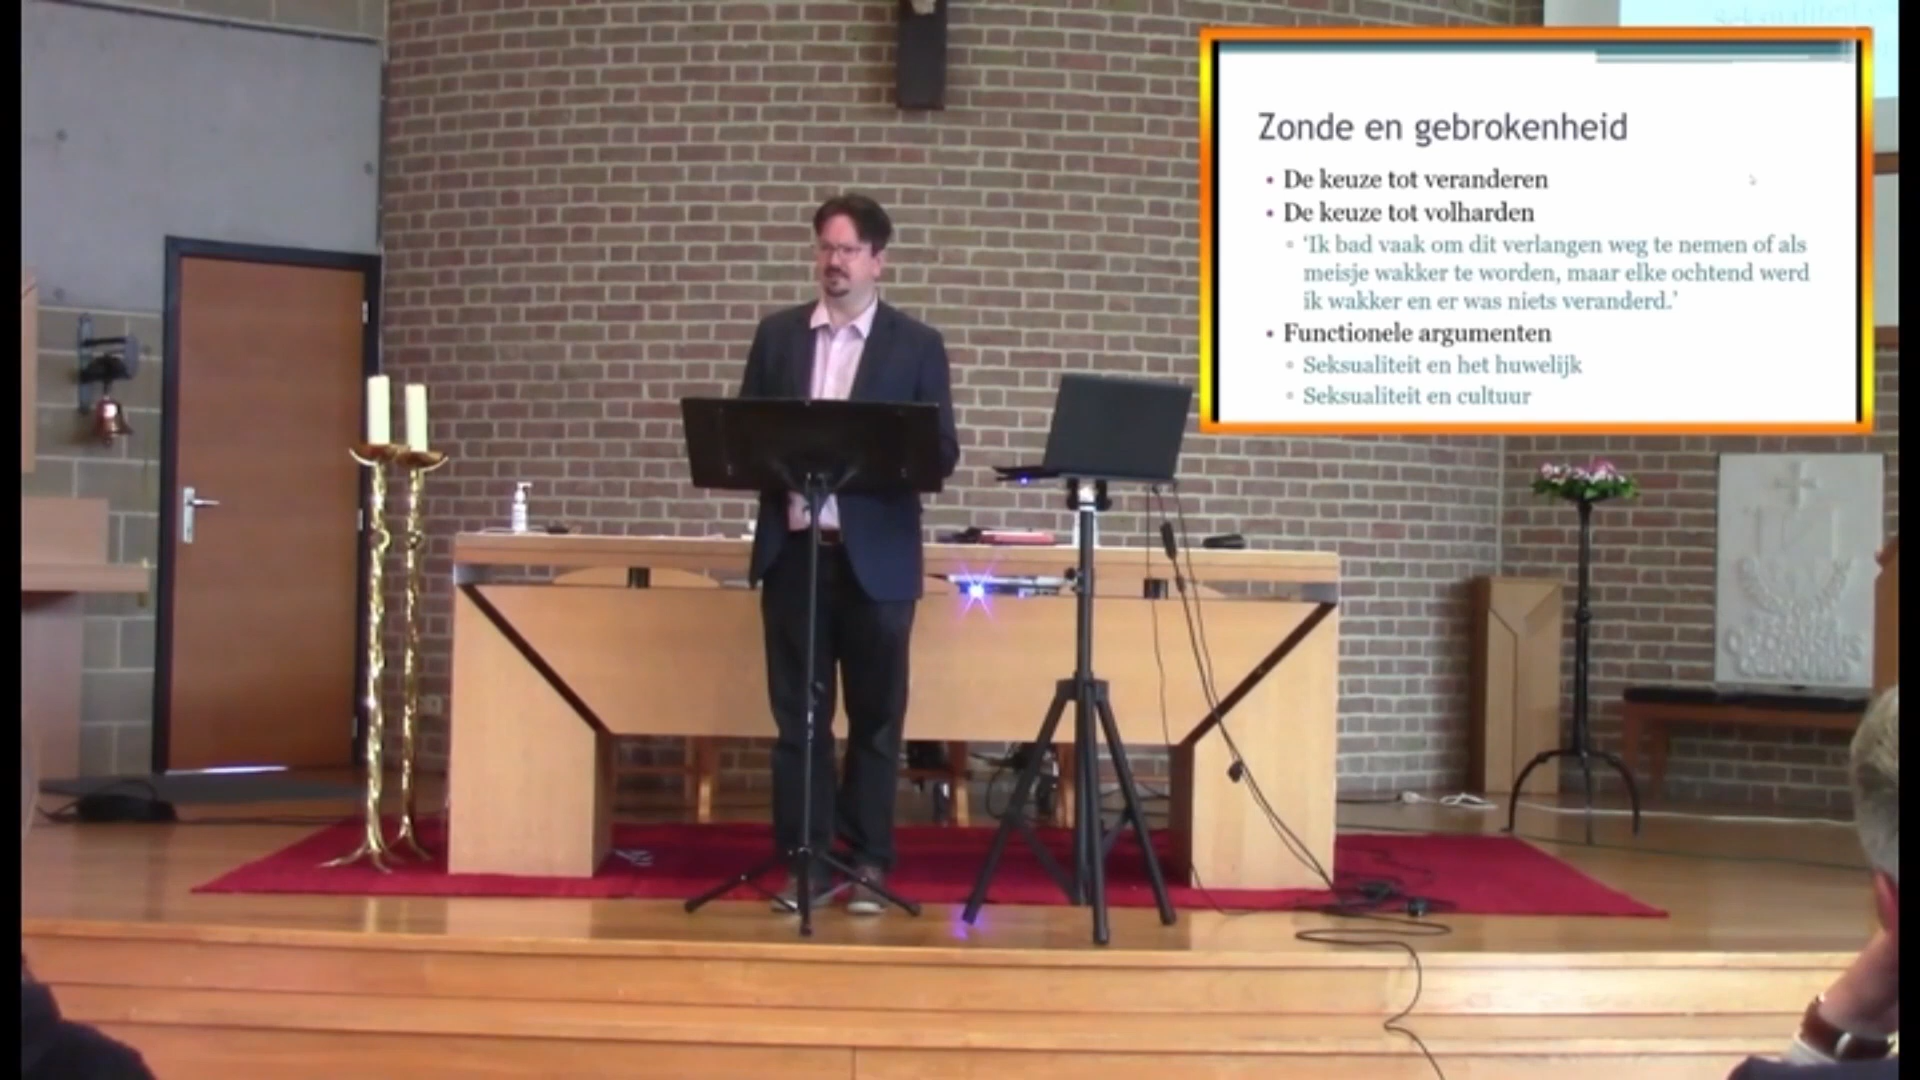 Zonde en gebrokenheid
• De keuze tot veranderen
• De keuze tot volharden
▫ ‘Ik bad vaak om dit verlangen weg te nemen of als
meisje wakker te worden, maar elke ochtend werd
ik wakker en er was niets veranderd.’
• Functionele argumenten
▫ Seksualiteit en het huwelijk
▫ Seksualiteit en cultuur